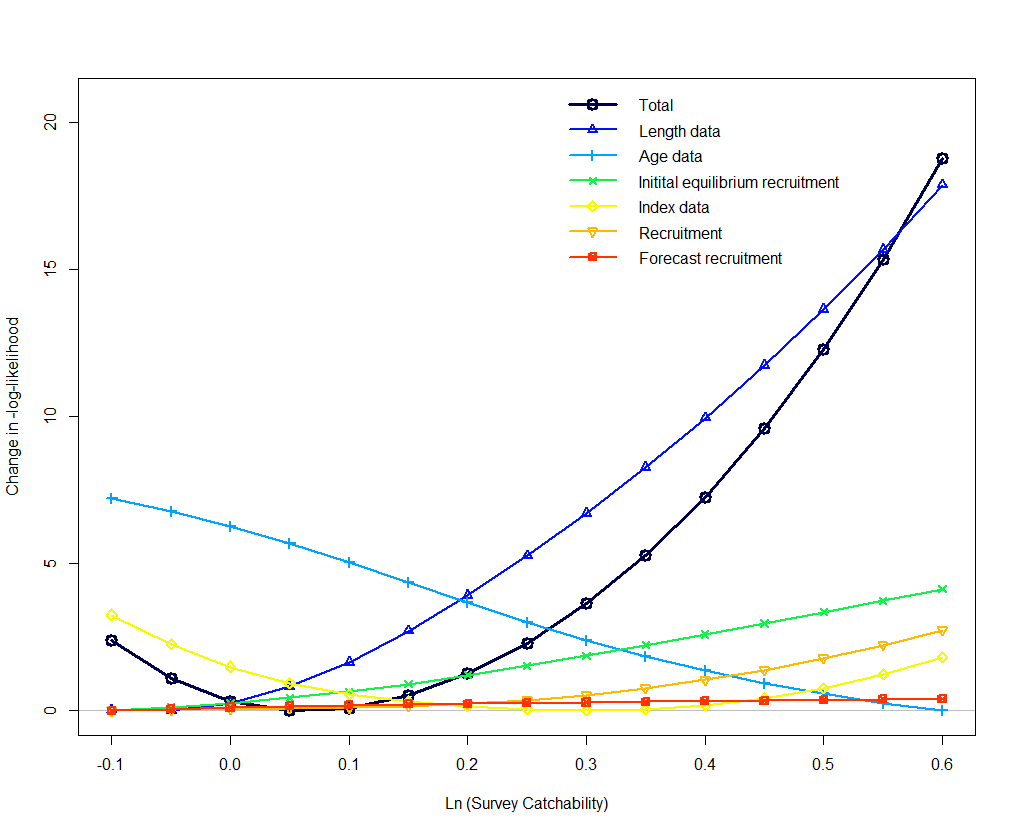 Total
Length data
Age data
Initital equilibrium recruitment
Index data
Recruitment
Forecast recruitment
20
15
10
5
0
Change in -log-likelihood
-0.1 0.0 0.1 0.2 0.3 0.4 0.5 0.6
Ln (Survey Catchability)